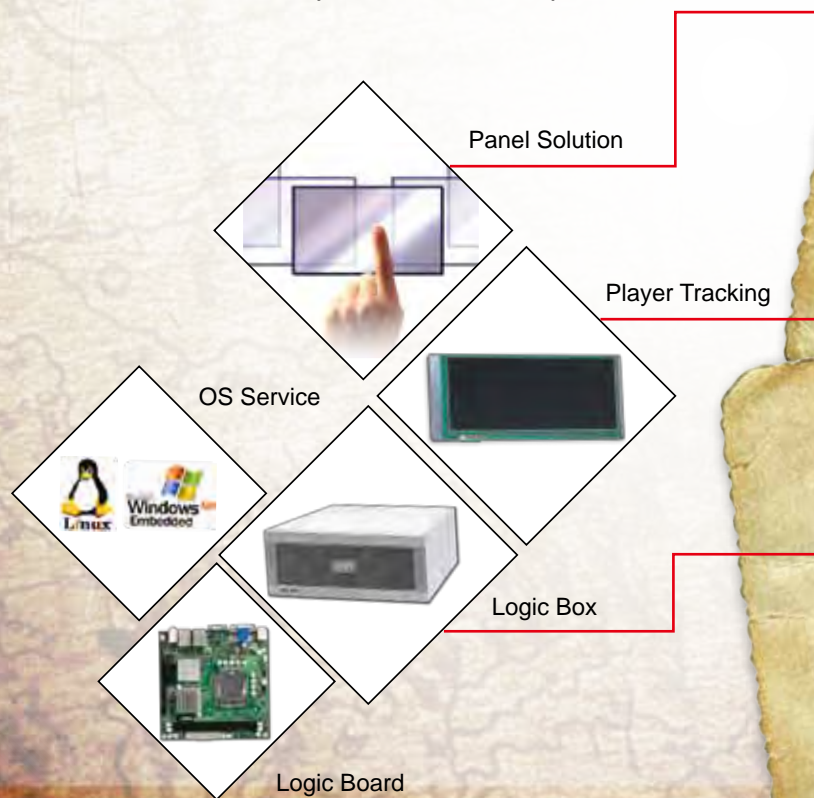 Panel Solution
Player Tracking
OS Service
Linux
Windows
Embedded
Logic Box
Logic Board